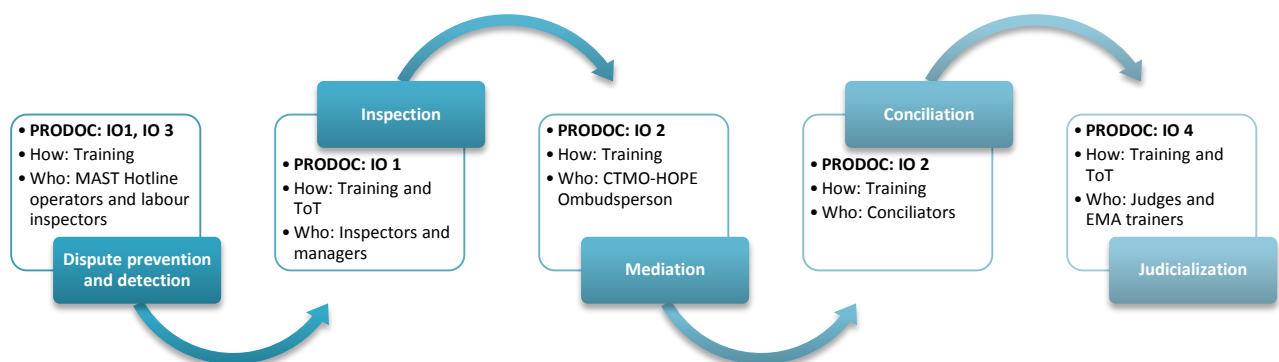 • PRODOC: IO1, IO 3
• How: Training
• Who: MAST Hotline
operators and labour
inspectors
Dispute prevention
and detection
Inspection
• PRODOC: IO 1
• How: Training and
ToT
• Who: Inspectors and
managers
• PRODOC: IO 2
• How: Training
• Who: CTMO-HOPE
Ombudsperson
Mediation
Conciliation
• PRODOC: IO 2
• How: Training
• Who: Conciliators
• PRODOC: IO 4
• How: Training and
ToT
• Who: Judges and
EMA trainers
Judicialization